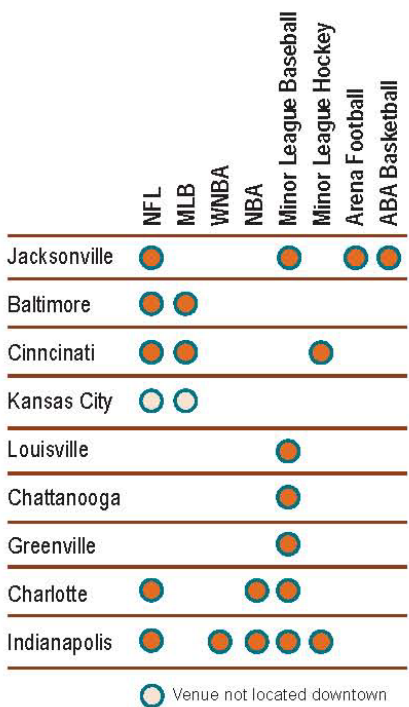 NFL
MLB
WNBA
NBA
Minor League Baseball
Minor League Hockey
Arena Football
ABA Basketball
Jacksonville
Baltimore
Cinncinati
Kansas City
Louisville
Chattanooga
Greenville
Charlotte
Indianapolis
Venue not located downtown